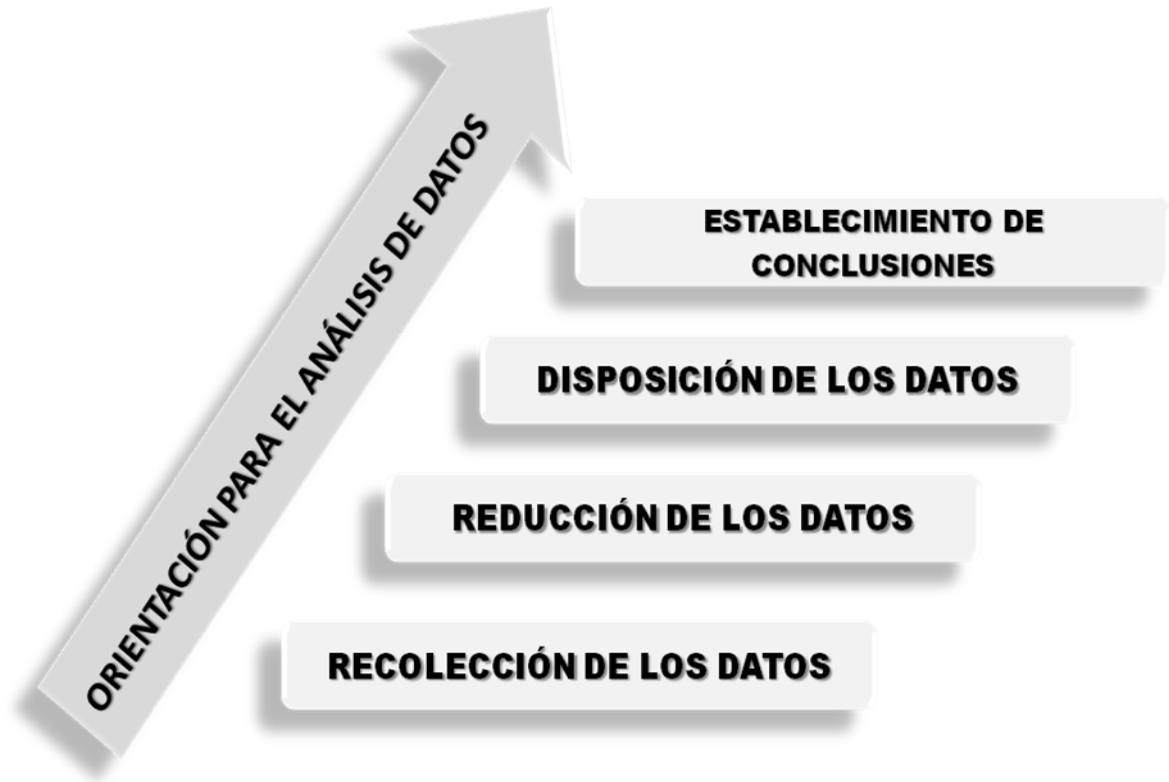 ORIENTACIÓN PARA EL ANÁLISIS DE DATOS
ESTABLECIMIENTO DE
CONCLUSIONES
DISPOSICIÓN DE LOS DATOS
REDUCCIÓN DE LOS DATOS
RECOLECCIÓN DE LOS DATOS